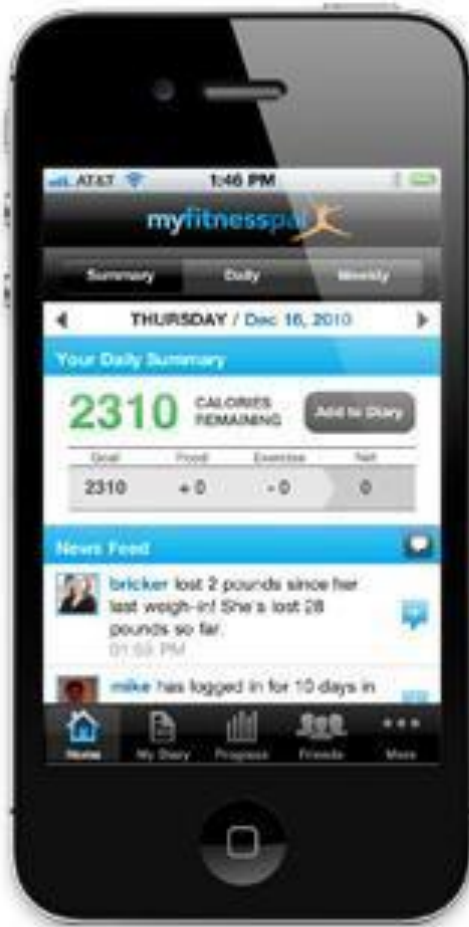 AT&T 1:46 PM
myfitnesspal
Summary Daily Weekly
THURSDAY / Dec 16, 2010
Your Daily Summary
2310 CALORIES REMAINING Add to Diary
Goal Food Exercise Net
2310 + 0 - 0 0
News Feed
bricker lost 2 pounds since her
last weigh-in! She's lost 28
pounds so far.
01:55 PM
mike has logged in for 10 days in
Home My Diary Progress Friends More